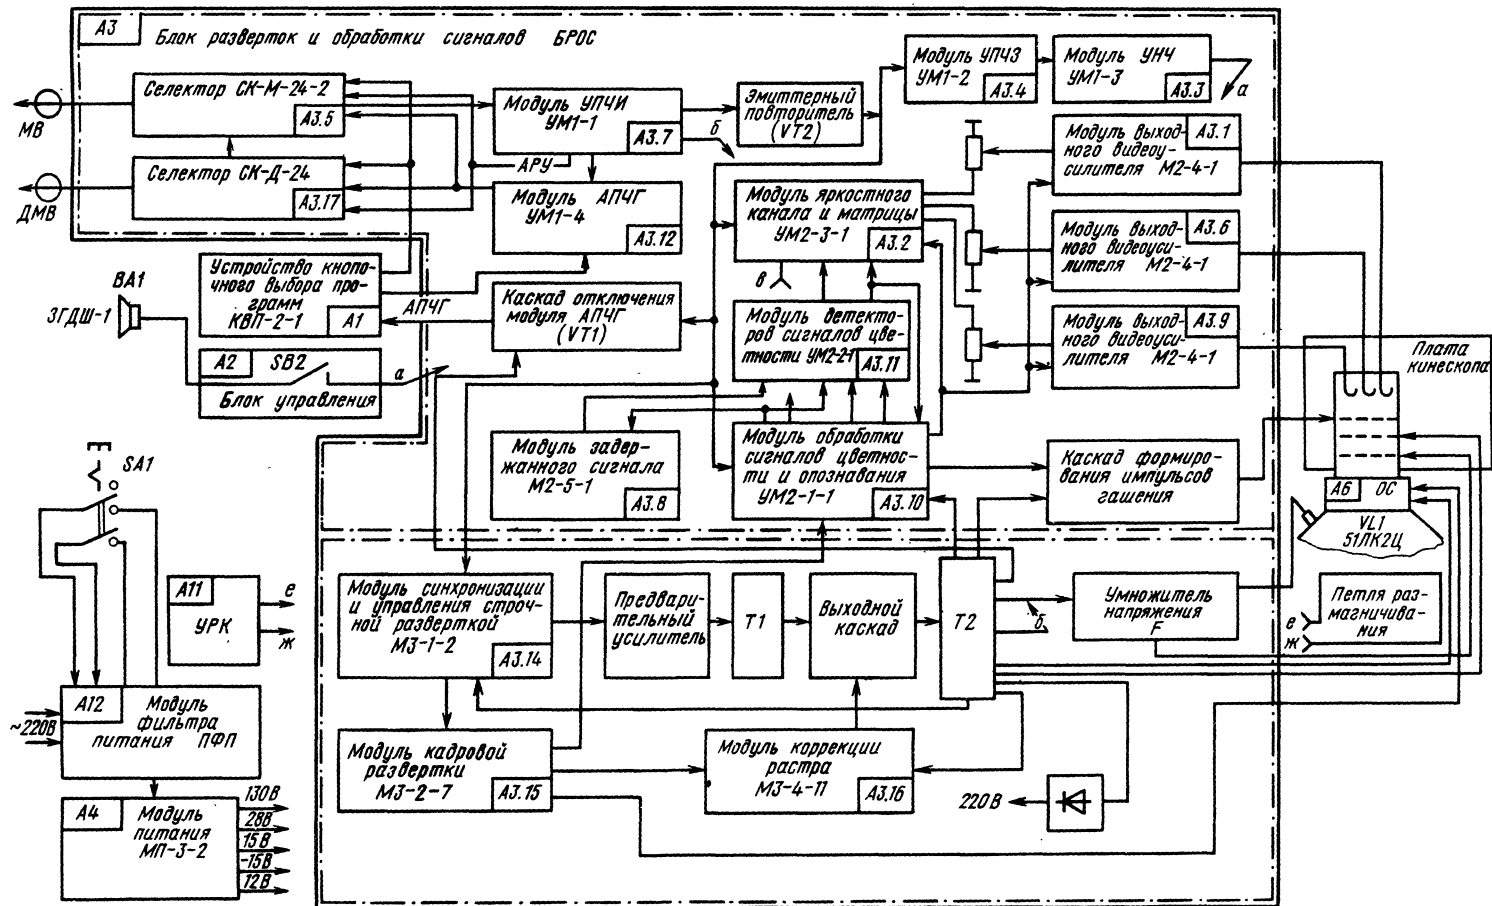 А3
Блок разверток и обработки сигналов БРОС
Селектор СК-М-24-2
А3.5
МВ
Селектор СК-Д-24
А3.17
ДМВ
Модуль УПЧИ
УМ1-1
А3.7
б
АРУ
Модуль АПЧГ
УМ1-4
А3.12
Эмиттерный
повторитель
(VT2)
Модуль УПЧЗ
УМ1-2
А3.4
Модуль УНЧ
УМ1-3
А3.3
а
Модуль яркостного
канала и матрицы
УМ2-3-1
А3.2
в
Модуль выход-
ного видеоу-
силителя М2-4-1
А3.1
Модуль выход-
ного видеоуси-
лителя М2-4-1
А3.6
Модуль выход-
ного видеоуси-
лителя М2-4-1
А3.9
Устройство кнопо-
чного выбора про-
грамм
КВП-2-1
А1
АПЧГ
Каскад отключения
модуля АПЧГ
(VT1)
Модуль детекто-
ров сигналов цве-
тности УМ2-2-1
А3.11
ВА1
3ГДШ-1
А2
SB2
Блок управления
а
Плата
кинескопа
Модуль задер-
жанного сигнала
М2-5-1
А3.8
Модуль обработки
сигналов цветнос-
ти и опознавания
УМ2-1-1
А3.10
Каскад формиро-
вания импульсов
гашения
А6
ОС
VL1
51ЛК2Ц
SA1
А11
УРК
е
ж
Модуль синхронизации
и управления строч-
ной разверткой
М3-1-2
А3.14
Предвари-
тельный
усилитель
Т1
Выходной
каскад
Т2
б
Умножитель
напряжения
F
Петля раз-
магничива-
ния
е
ж
А12
Модуль
фильтра
питания ПФП
~220В
Модуль кадровой
развертки
М3-2-7
А3.15
Модуль коррекции
растра
М3-4-11
А3.16
220В
А4
Модуль
питания
МП-3-2
130В
28В
15В
-15В
12В